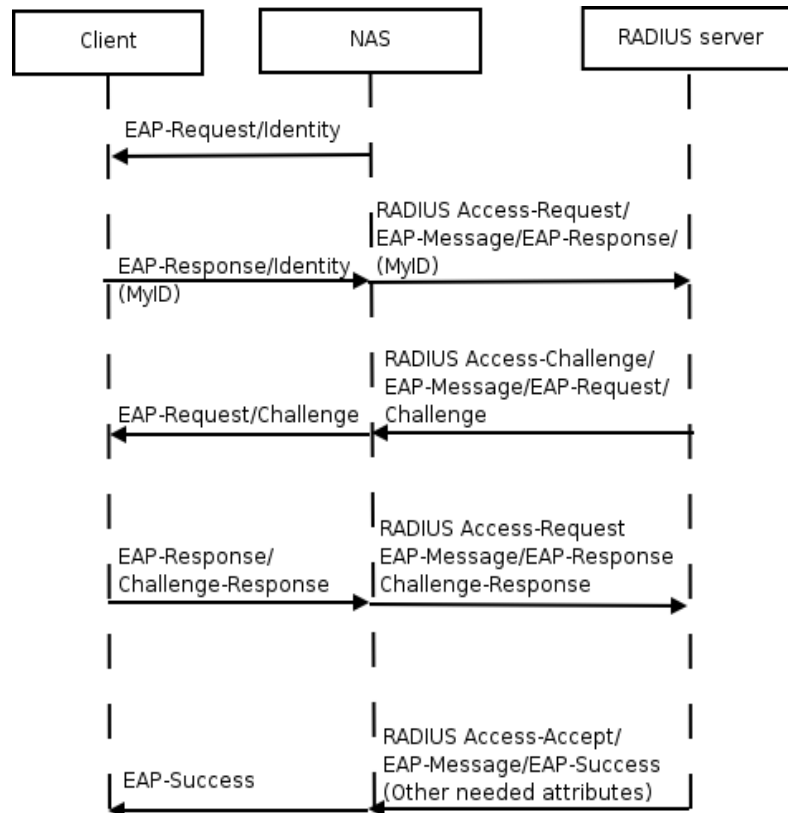 Client
NAS
RADIUS server
EAP-Request/Identity
RADIUS Access-Request/
EAP-Message/EAP-Response/
(MyID)
EAP-Response/Identity
(MyID)
RADIUS Access-Challenge/
EAP-Message/EAP-Request/
Challenge
EAP-Request/Challenge
RADIUS Access-Request
EAP-Message/EAP-Response
Challenge-Response
EAP-Response/
Challenge-Response
RADIUS Access-Accept/
EAP-Message/EAP-Success
(Other needed attributes)
EAP-Success